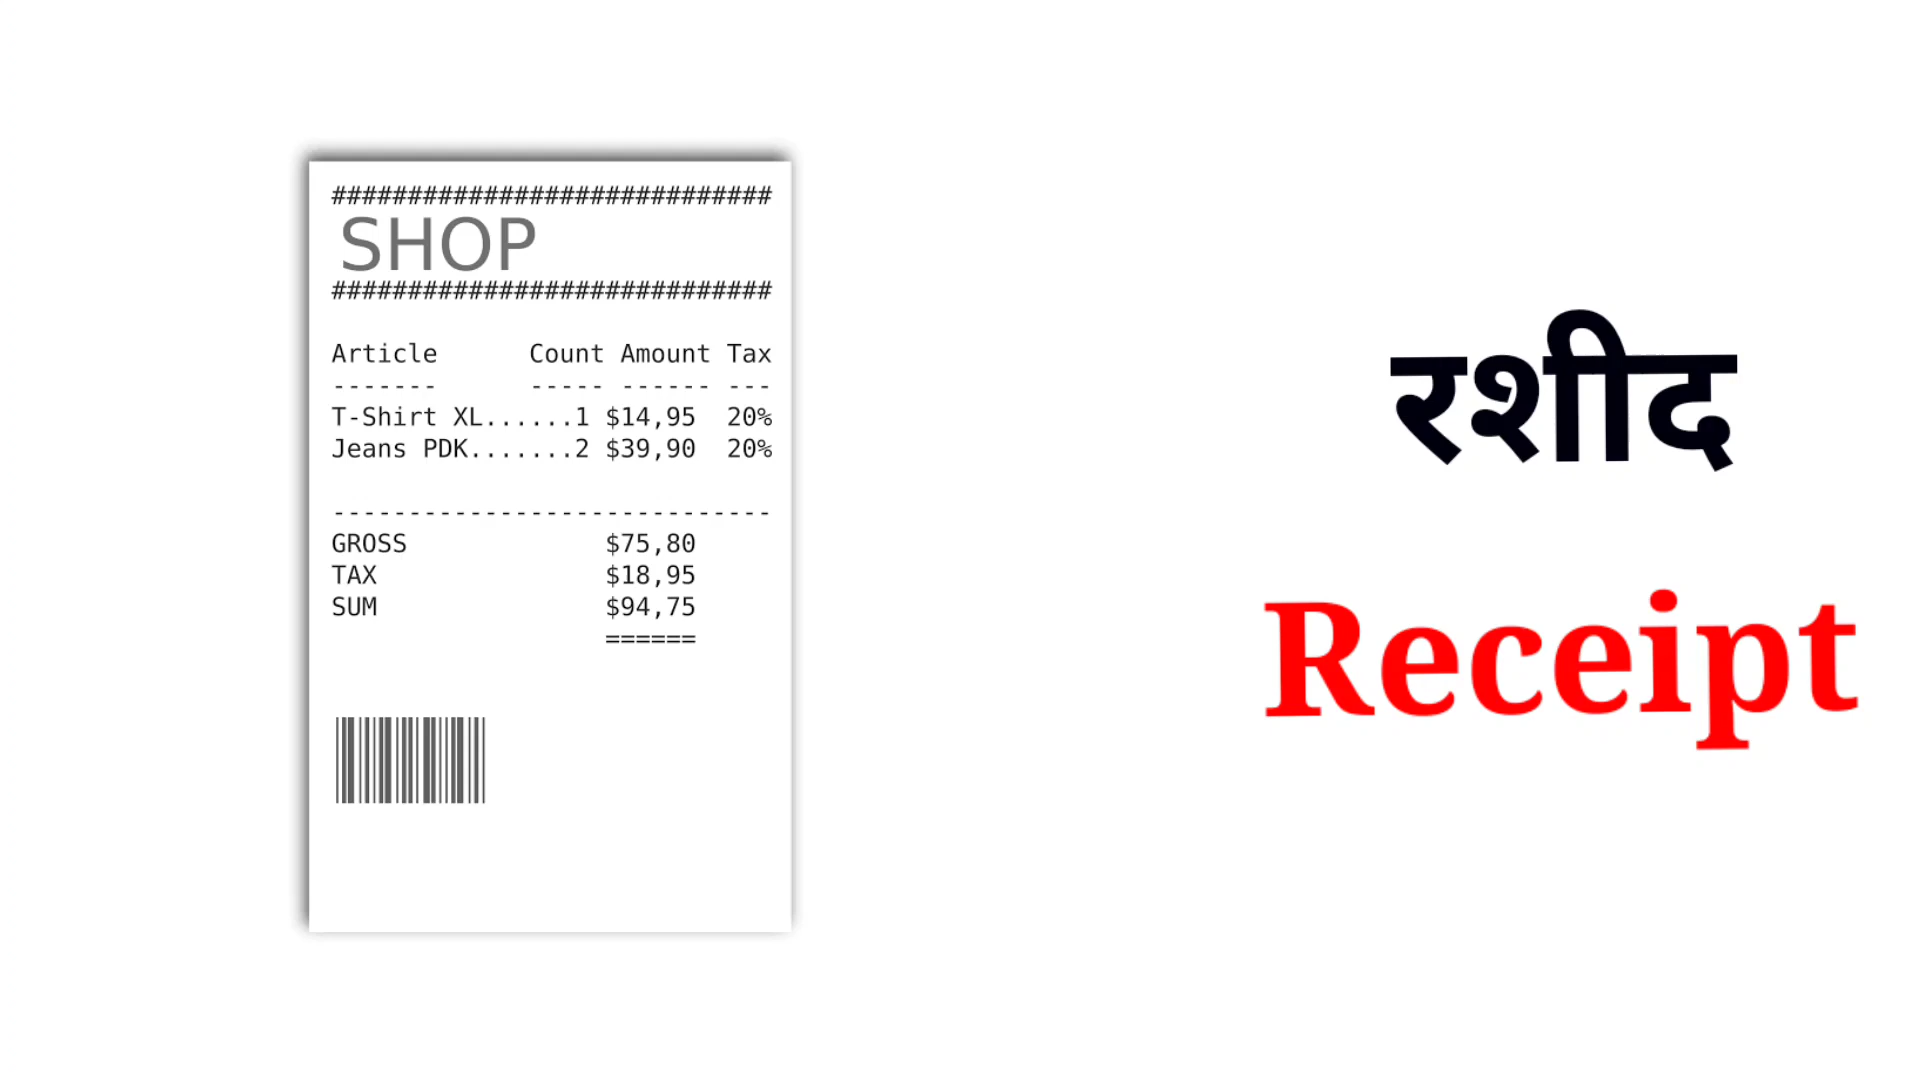 #############################
SHOP
#############################
Article Count Amount Tax
------- ----- ------ ---
T-Shirt XL......1 $14,95 20%
Jeans PDK.......2 $39,90 20%
-----------------------------
GROSS $75,80
TAX $18,95
SUM $94,75
======
रशीद
Receipt